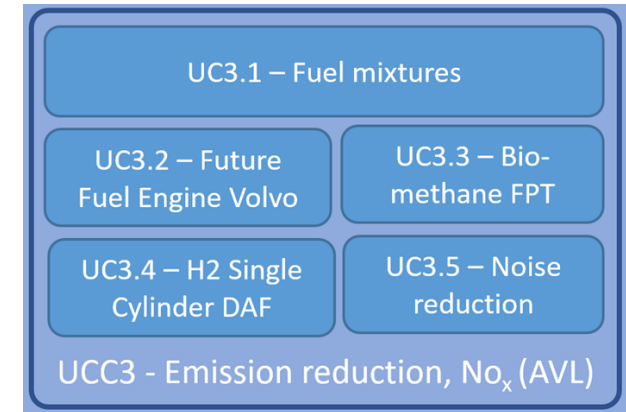 UC3.1 – Fuel mixtures
UC3.2 – Future
Fuel Engine Volvo
UC3.3 – Bio-
methane FPT
UC3.4 – H2 Single
Cylinder DAF
UC3.5 – Noise
reduction
UCC3 - Emission reduction, Noₓ (AVL)